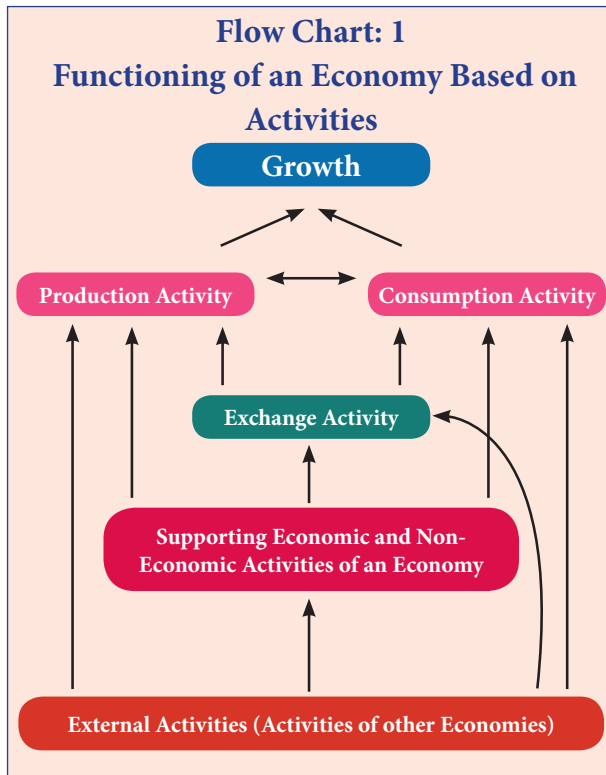 Flow Chart: 1
Functioning of an Economy Based on
Activities
Growth
Production Activity
Consumption Activity
Exchange Activity
Supporting Economic and Non-
Economic Activities of an Economy
External Activities (Activities of other Economies)